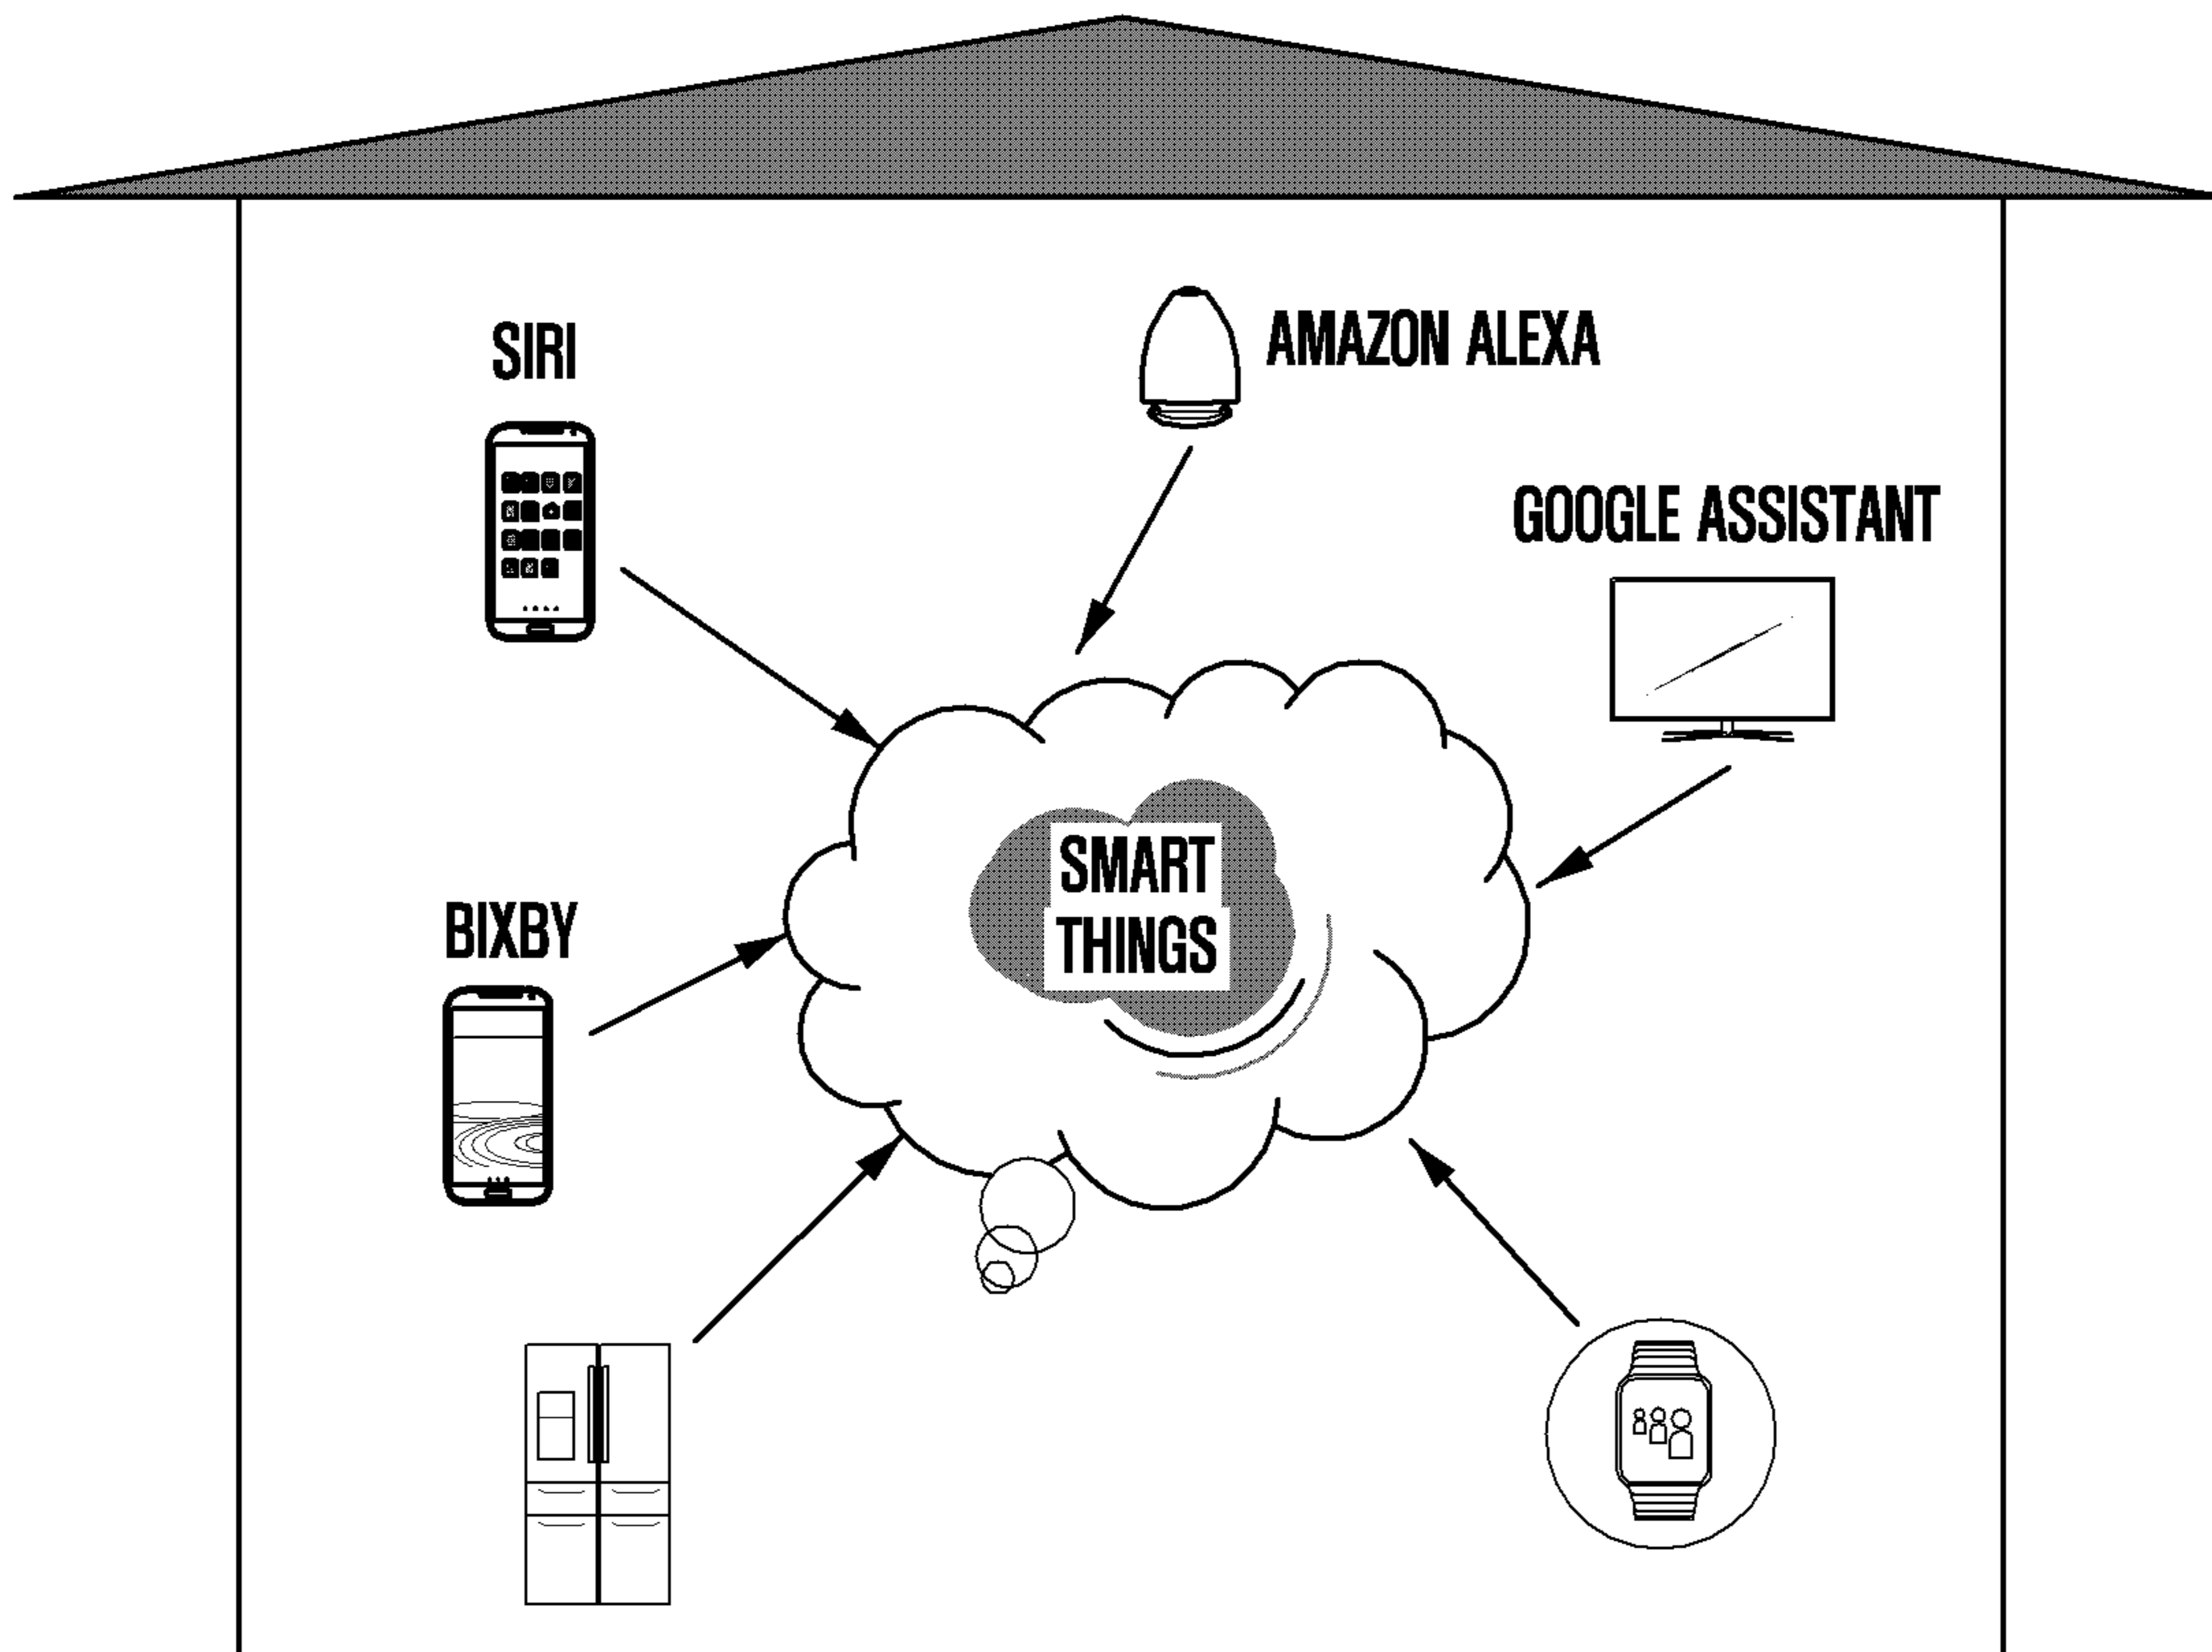 SIRI
AMAZON ALEXA
GOOGLE ASSISTANT
SMART
THINGS
BIXBY